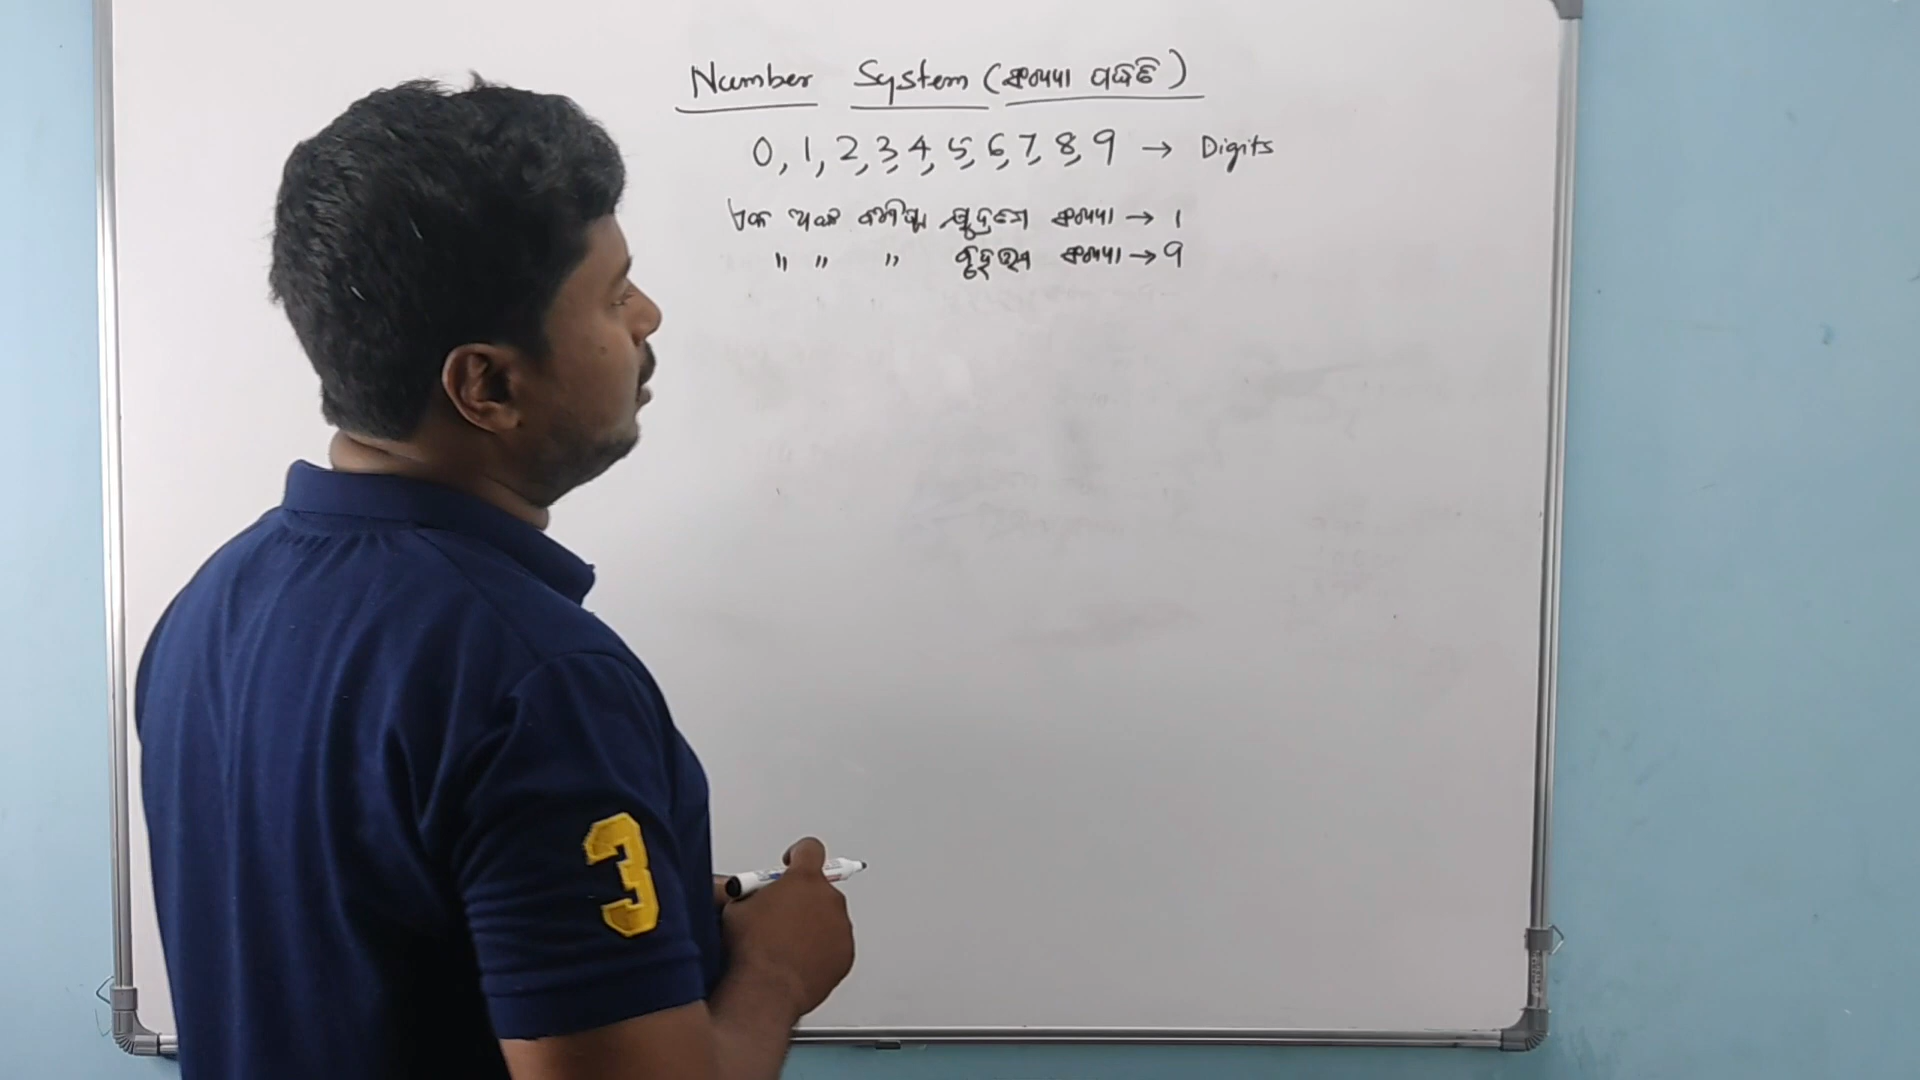 Number System (ସଂଖ୍ୟା ପଦ୍ଧତି)
0, 1, 2, 3, 4, 5, 6, 7, 8, 9 → Digits
ଏକ ଅଙ୍କ ବିଶିଷ୍ଟ କ୍ଷୁଦ୍ରତମ ସଂଖ୍ୟା → 1
" " " ବୃହତ୍ତମ ସଂଖ୍ୟା → 9
3